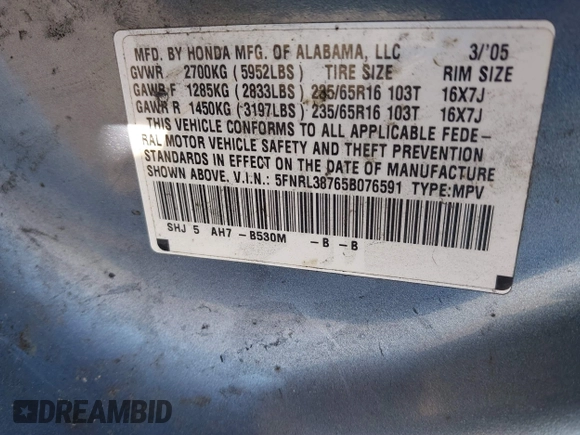 MFD. BY HONDA MFG. OF ALABAMA, LLC 3/'05
GVWR 2700KG (5952LBS) TIRE SIZE RIM SIZE
GAWR F 1285KG (2833LBS) 235/65R16 103T 16X7J
GAWR R 1450KG (3197LBS) 235/65R16 103T 16X7J
THIS VEHICLE CONFORMS TO ALL APPLICABLE FEDE-
RAL MOTOR VEHICLE SAFETY AND THEFT PREVENTION
STANDARDS IN EFFECT ON THE DATE OF MANUFACTURE
SHOWN ABOVE. V.I.N.: 5FNRL38765B076591 TYPE:MPV
SHJ 5 AH7 -B530M -B -B
DREAMBID